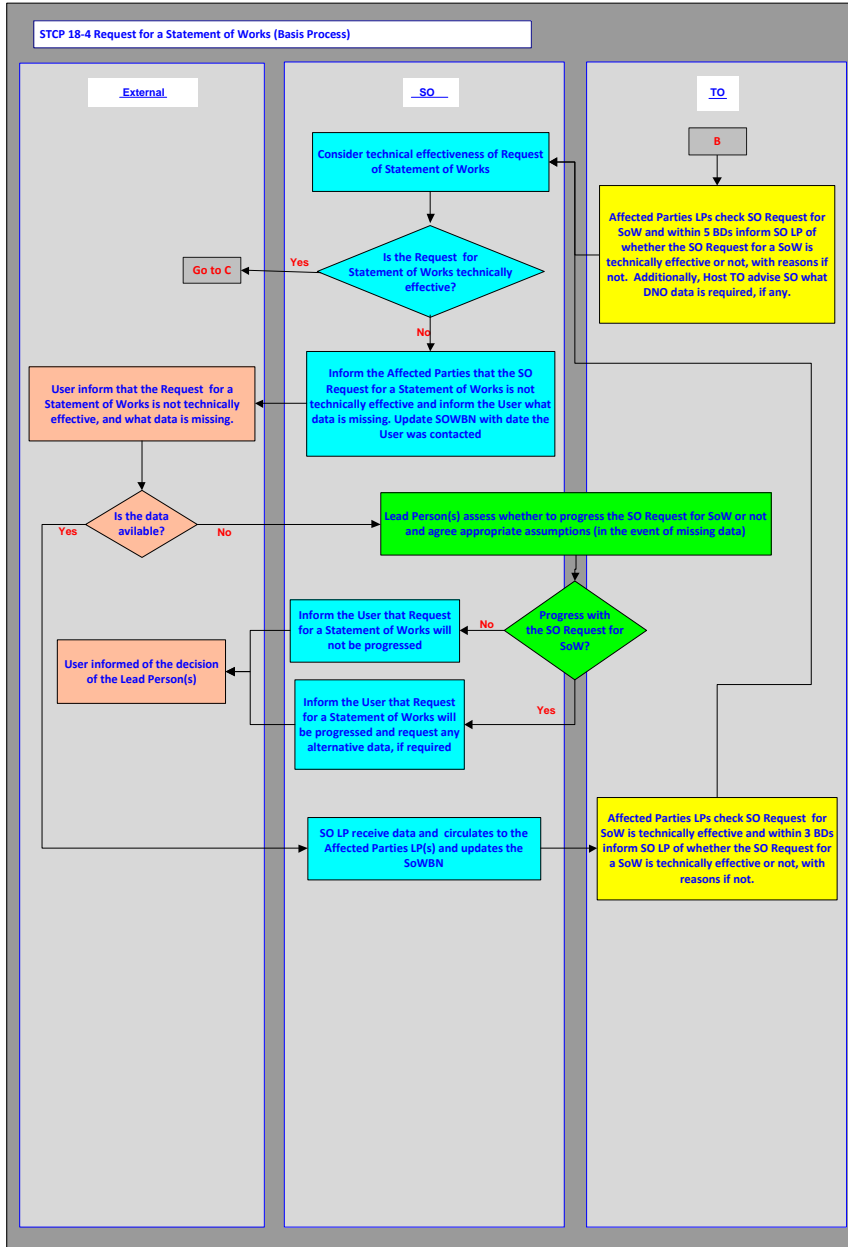 STCP 18-4 Request for a Statement of Works (Basis Process)
External
SO
TO
B
Consider technical effectiveness of Request
of Statement of Works
Affected Parties LPs check SO Request for
SoW and within 5 BDs inform SO LP of
whether the SO Request for a SoW is
technically effective or not, with reasons if
not. Additionally, Host TO advise SO what
DNO data is required, if any.
Is the Request for
Statement of Works technically
effective?
Yes
Go to C
No
Inform the Affected Parties that the SO
Request for a Statement of Works is not
technically effective and inform the User what
data is missing. Update SOWBN with date the
User was contacted
User inform that the Request for a
Statement of Works is not technically
effective, and what data is missing.
Is the data
avilable?
Yes
No
Lead Person(s) assess whether to progress the SO Request for SoW or not
and agree appropriate assumptions (in the event of missing data)
Progress with
the SO Request for
SoW?
No
Inform the User that Request
for a Statement of Works will
not be progressed
User informed of the decision
of the Lead Person(s)
Yes
Inform the User that Request
for a Statement of Works will
be progressed and request any
alternative data, if required
SO LP receive data and circulates to the
Affected Parties LP(s) and updates the
SoWBN
Affected Parties LPs check SO Request for
SoW is technically effective and within 3 BDs
inform SO LP of whether the SO Request for
a SoW is technically effective or not, with
reasons if not.